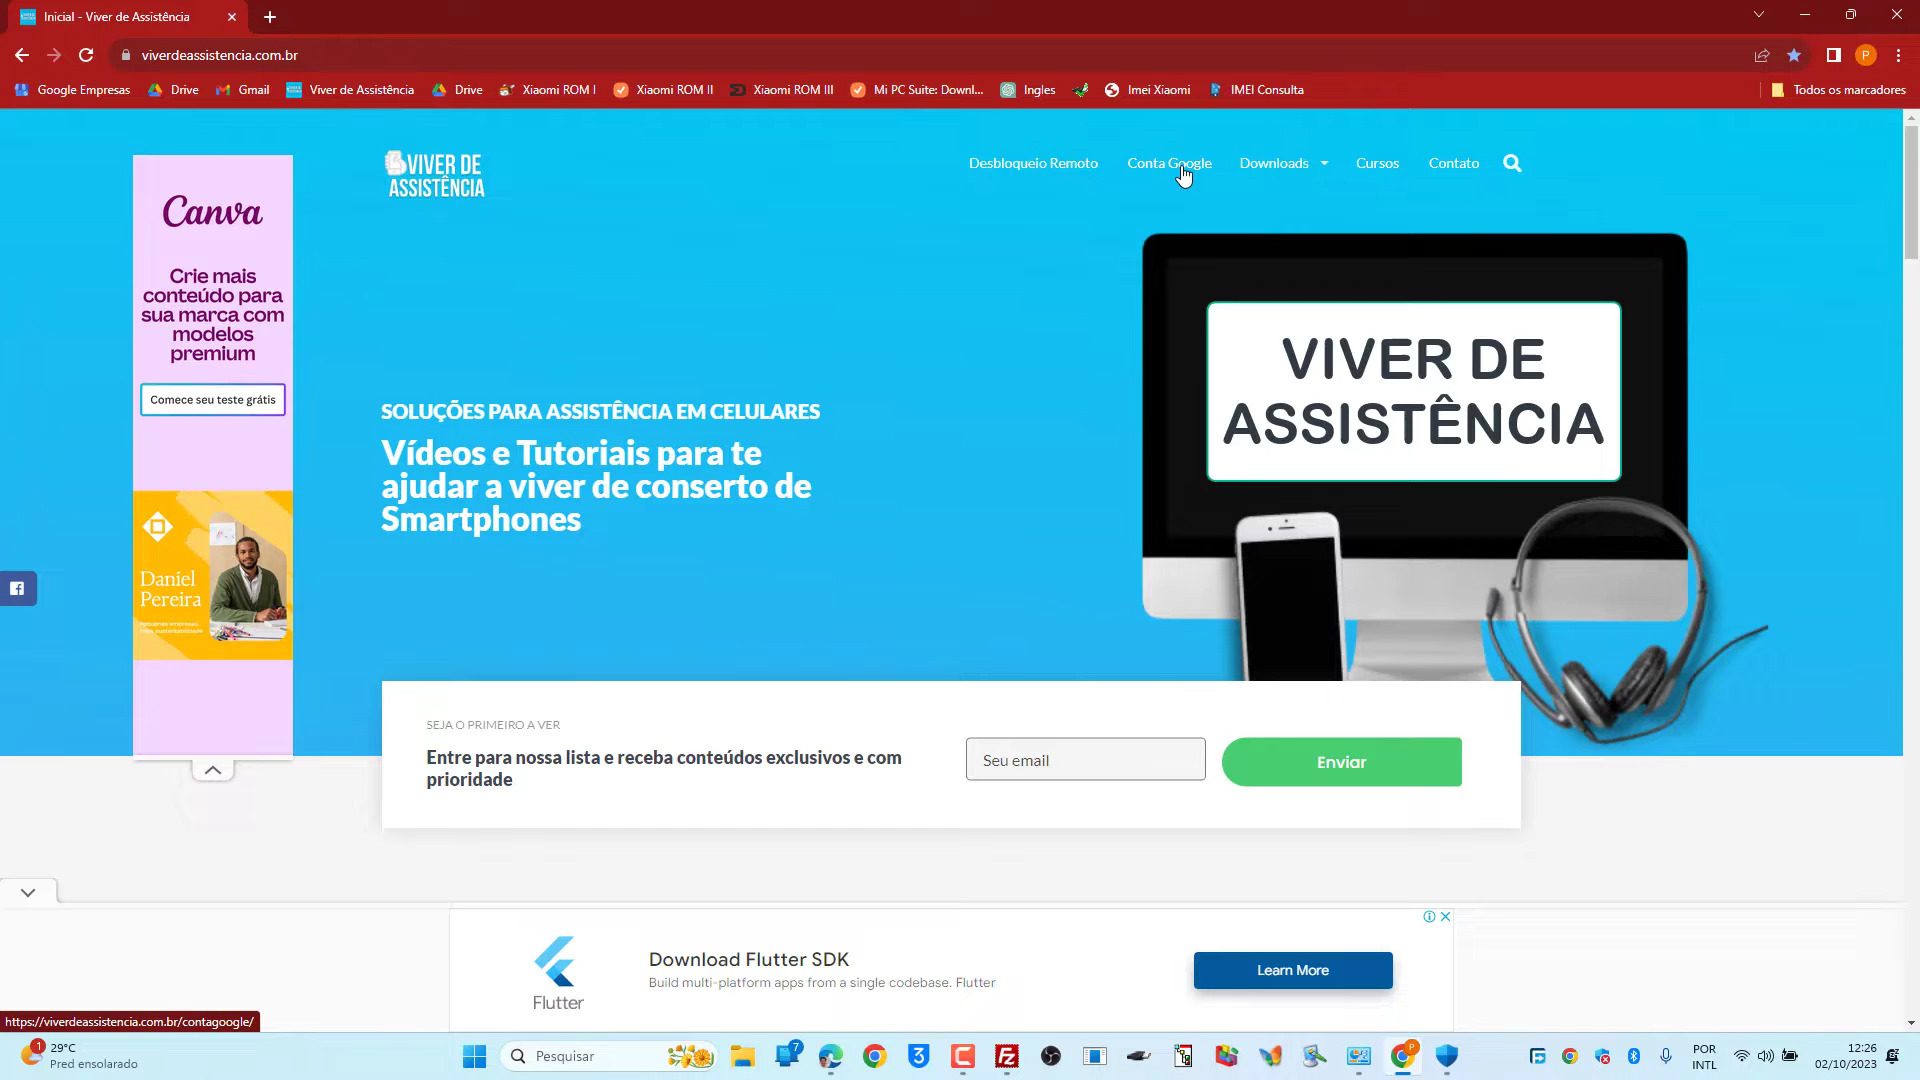 Inicial - Viver de Assistência
viverdeassistencia.com.br
P
Google Empresas
Drive
Gmail
Viver de Assistência
Drive
Xiaomi ROM I
Xiaomi ROM II
Xiaomi ROM III
Mi PC Suite: Downl...
Ingles
Imei Xiaomi
IMEI Consulta
Todos os marcadores
VIVER DE
ASSISTÊNCIA
Desbloqueio Remoto
Conta Google
Downloads
Cursos
Contato
Canva
Crie mais
conteúdo para
sua marca com
modelos
premium
Comece seu teste grátis
Daniel
Pereira
VIVER DE
ASSISTÊNCIA
SOLUÇÕES PARA ASSISTÊNCIA EM CELULARES
Vídeos e Tutoriais para te
ajudar a viver de conserto de
Smartphones
SEJA O PRIMEIRO A VER
Entre para nossa lista e receba conteúdos exclusivos e com
prioridade
Seu email
Enviar
Flutter
Download Flutter SDK
Build multi-platform apps from a single codebase. Flutter
Learn More
https://viverdeassistencia.com.br/contagoogle/
1
29°C
Pred ensolarado
Pesquisar
7
3
P
POR
INTL
12:26
02/10/2023